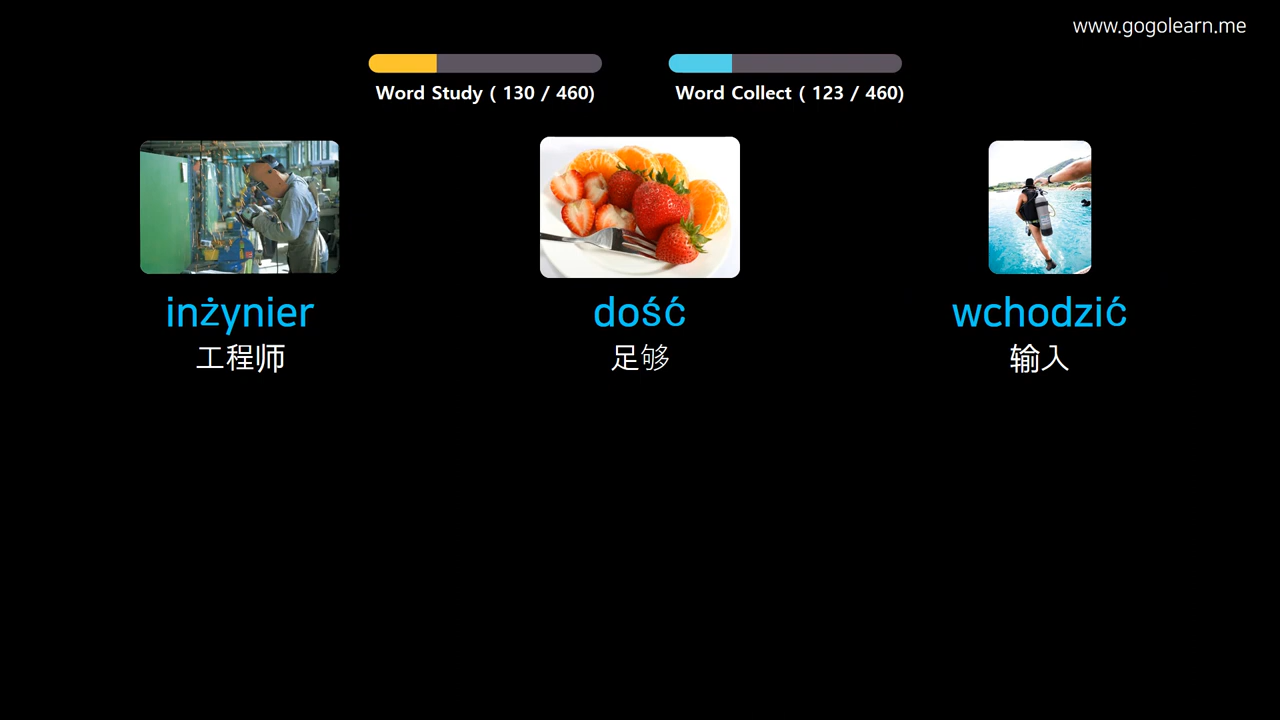 www.gogolearn.me
Word Study ( 130 / 460)
Word Collect ( 123 / 460)
inżynier
工程师
dość
足够
wchodzić
输入